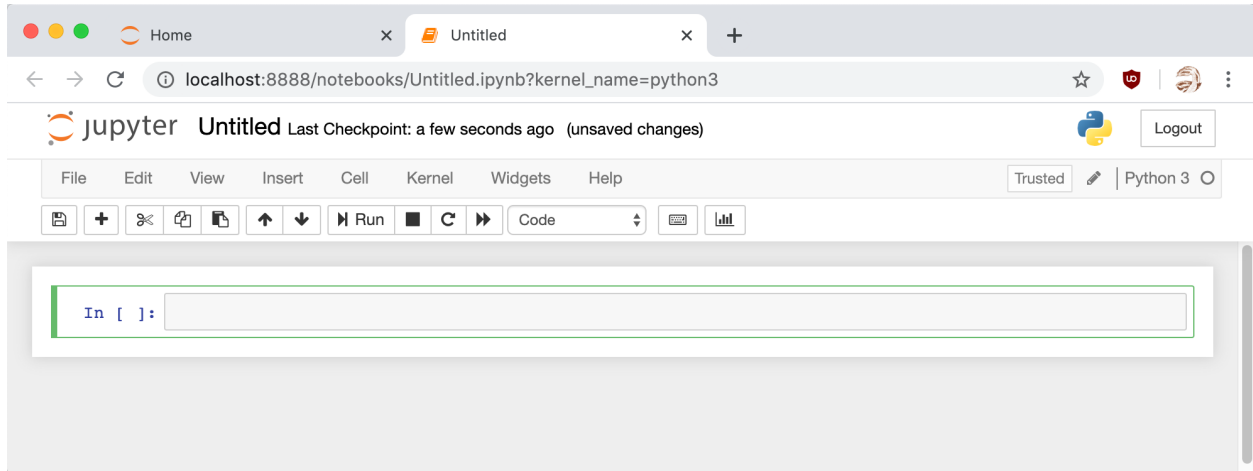 Home
Untitled
localhost:8888/notebooks/Untitled.ipynb?kernel_name=python3
jupyter Untitled Last Checkpoint: a few seconds ago (unsaved changes)
Logout
File Edit View Insert Cell Kernel Widgets Help
Trusted Python 3
Run Code
In [ ]: